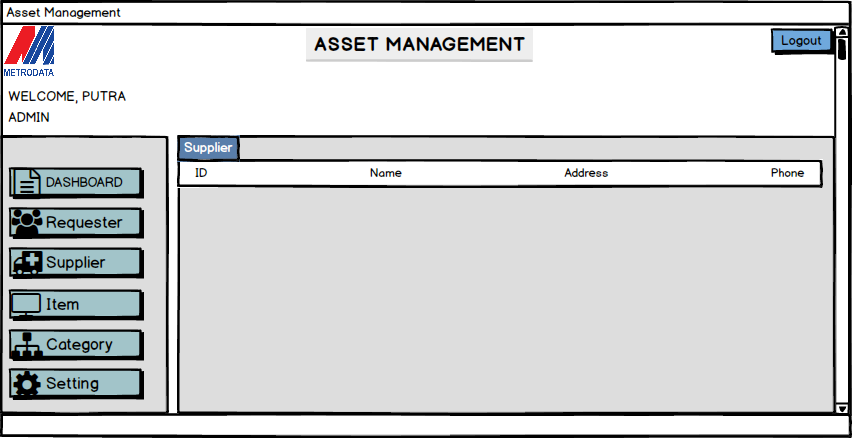 Asset Management
METRODATA
ASSET MANAGEMENT
Logout
WELCOME, PUTRA
ADMIN
DASHBOARD
Requester
Supplier
Item
Category
Setting
Supplier
ID Name Address Phone